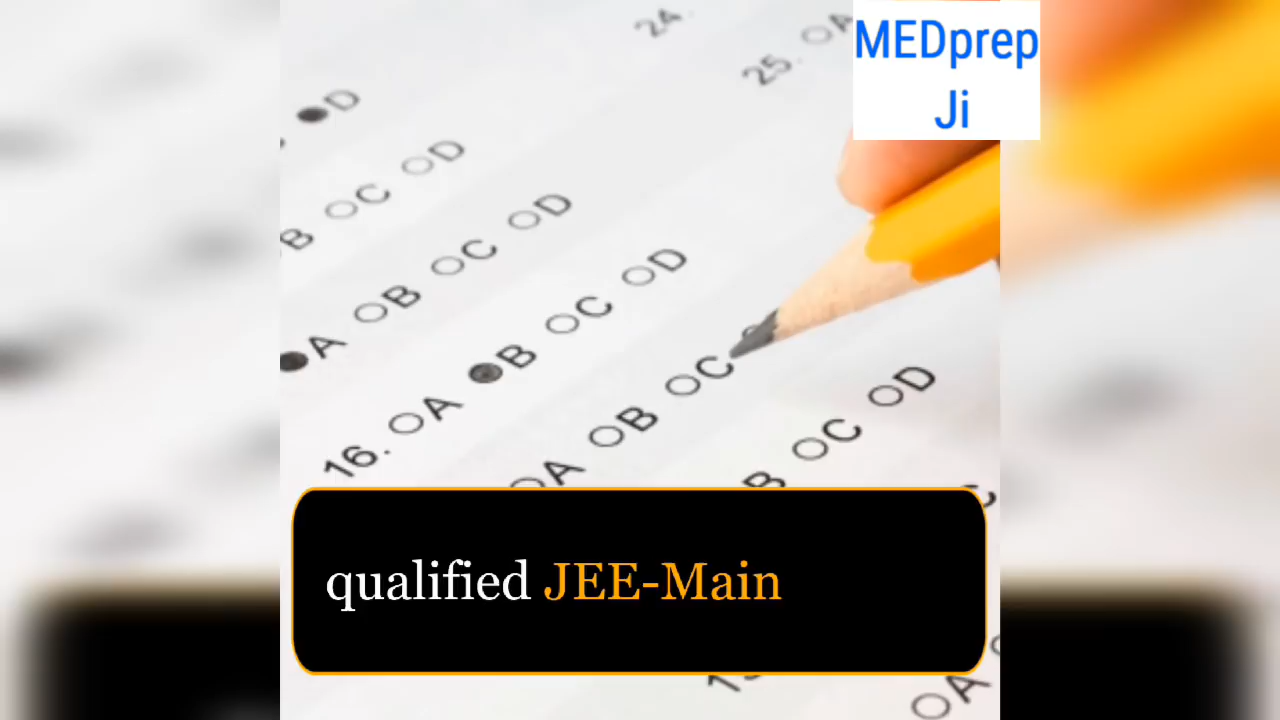 24.
25. A
MEDprep
Ji
D
B C D
A B C D
16. A B C D
A B C
B C D
C
A
qualified JEE-Main